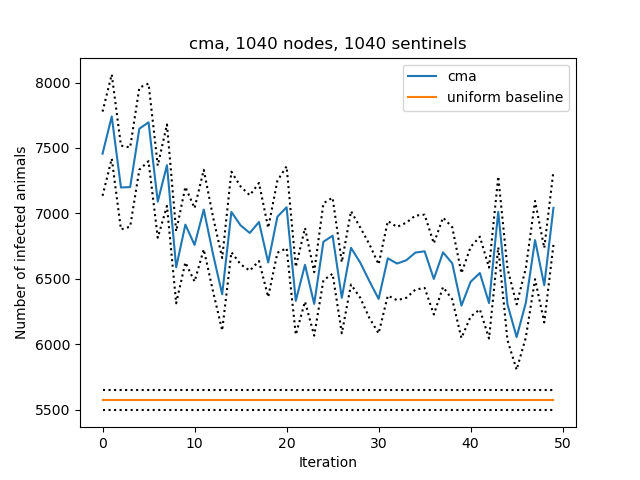 cma, 1040 nodes, 1040 sentinels
cma
uniform baseline
Number of infected animals
8000
7500
7000
6500
6000
5500
0 10 20 30 40 50
Iteration